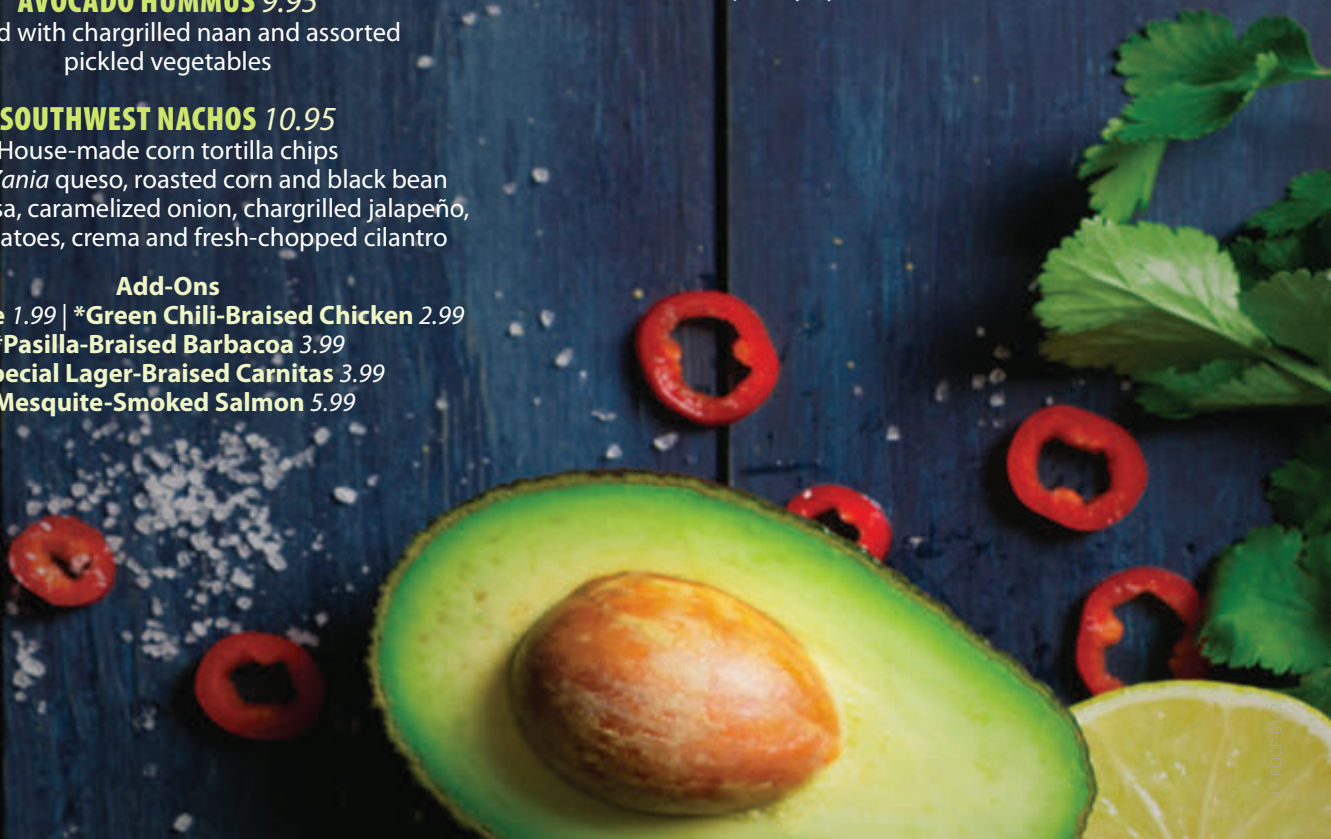 AVOCADO HUMMUS 9.95
with chargrilled naan and assorted
pickled vegetables
SOUTHWEST NACHOS 10.95
House-made corn tortilla chips
queso, roasted corn and black bean
caramelized onion, chargrilled jalapeño,
crema and fresh-chopped cilantro
Add-Ons
1.99 | *Green Chili-Braised Chicken 2.99
*Pasilla-Braised Barbacoa 3.99
Lager-Braised Carnitas 3.99
Mesquite-Smoked Salmon 5.99